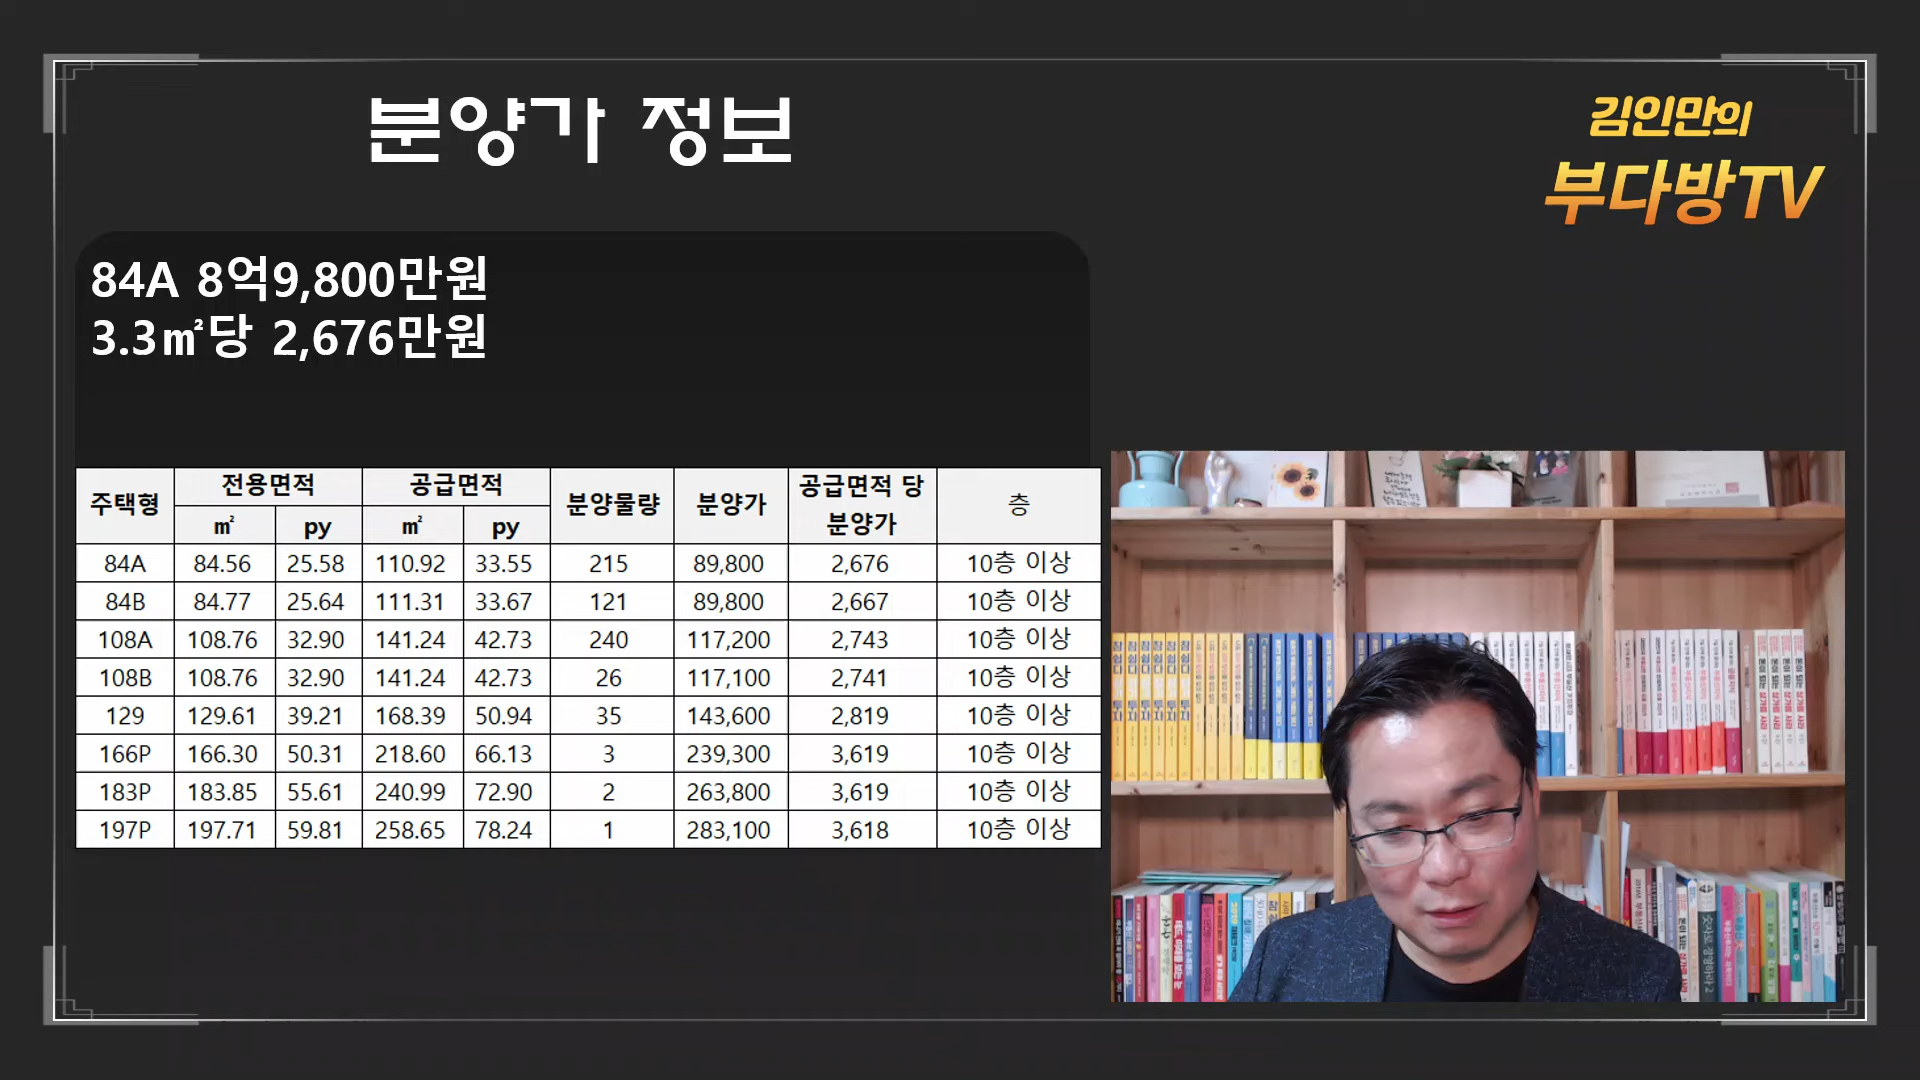 분양가 정보
김인만의
부다방TV
84A 8억9,800만원
3.3㎡당 2,676만원
주택형 전용면적 공급면적 분양물량 분양가 공급면적 당 분양가 층
㎡ py ㎡ py
84A 84.56 25.58 110.92 33.55 215 89,800 2,676 10층 이상
84B 84.77 25.64 111.31 33.67 121 89,800 2,667 10층 이상
108A 108.76 32.90 141.24 42.73 240 117,200 2,743 10층 이상
108B 108.76 32.90 141.24 42.73 26 117,100 2,741 10층 이상
129 129.61 39.21 168.39 50.94 35 143,600 2,819 10층 이상
166P 166.30 50.31 218.60 66.13 3 239,300 3,619 10층 이상
183P 183.85 55.61 240.99 72.90 2 263,800 3,619 10층 이상
197P 197.71 59.81 258.65 78.24 1 283,100 3,618 10층 이상